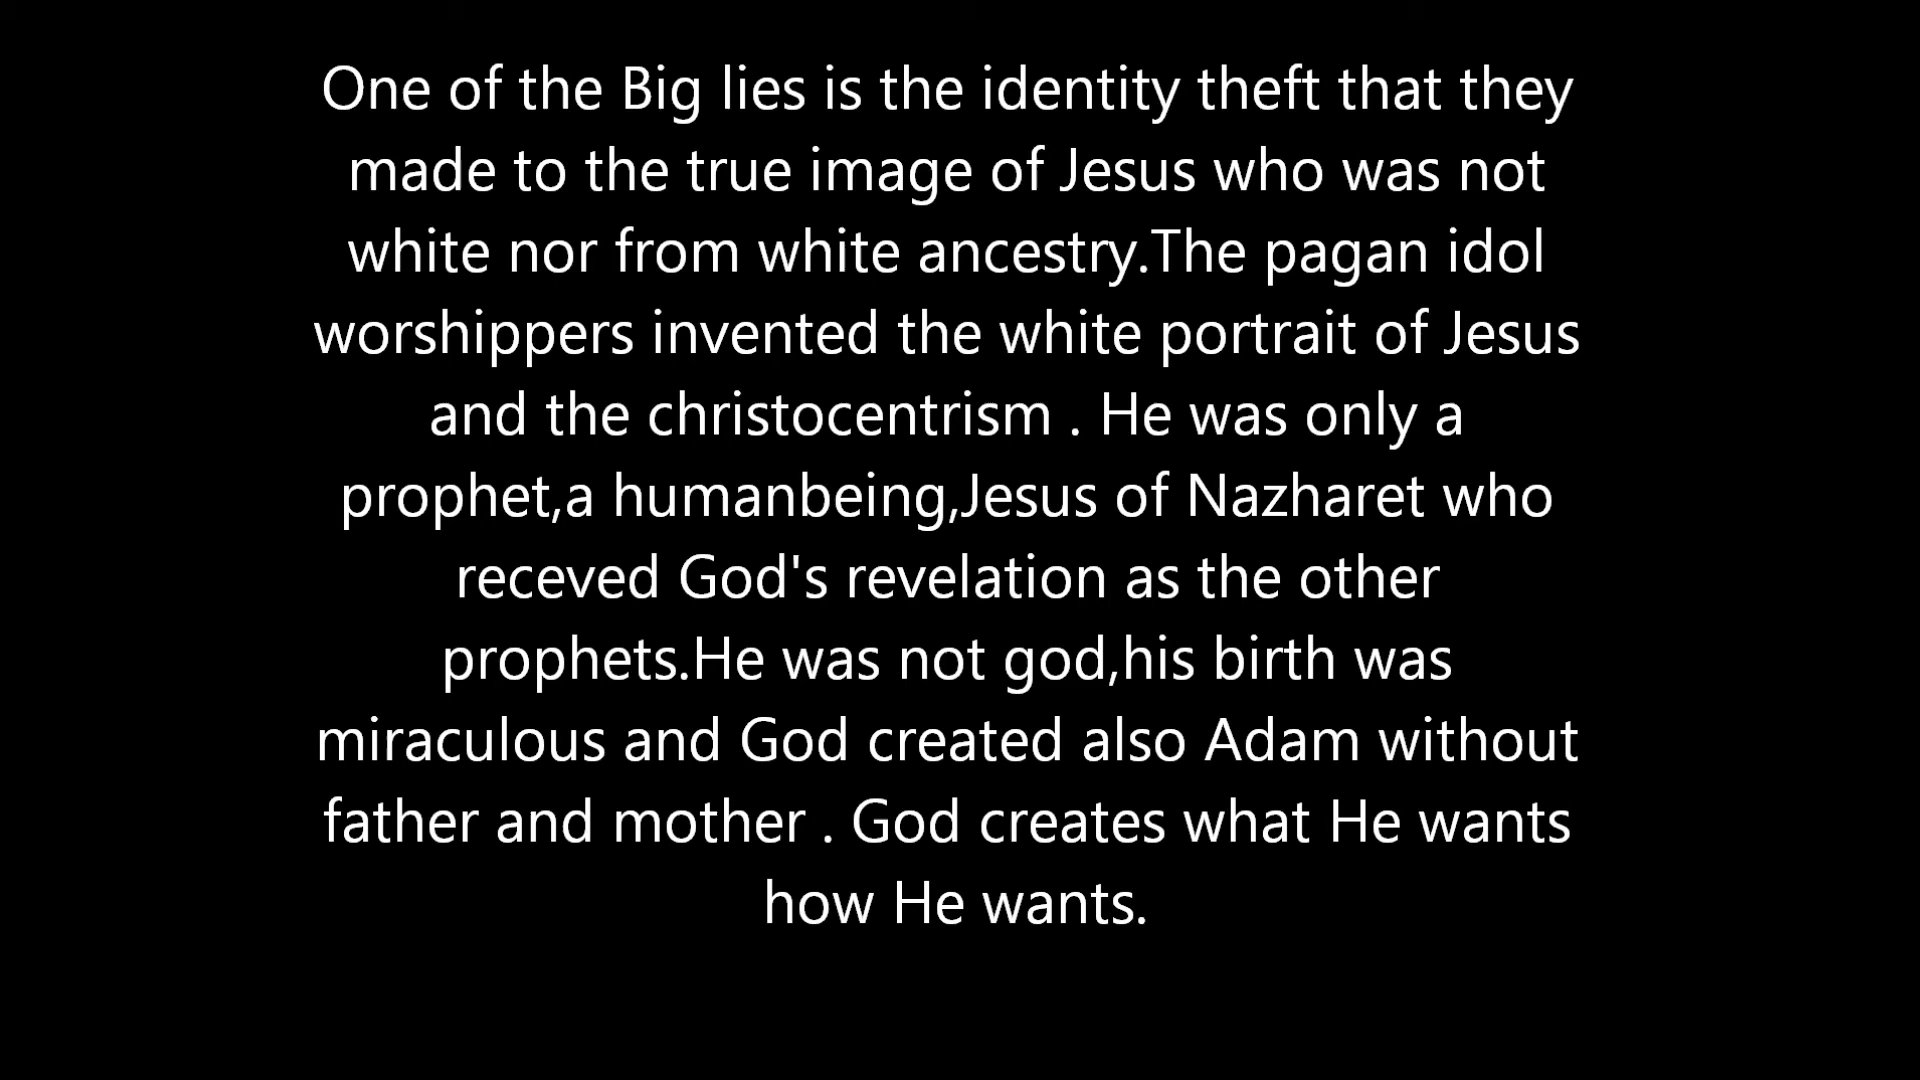 One of the Big lies is the identity theft that they
made to the true image of Jesus who was not
white nor from white ancestry.The pagan idol
worshippers invented the white portrait of Jesus
and the christocentrism . He was only a
prophet,a humanbeing,Jesus of Nazharet who
receved God's revelation as the other
prophets.He was not god,his birth was
miraculous and God created also Adam without
father and mother . God creates what He wants
how He wants.